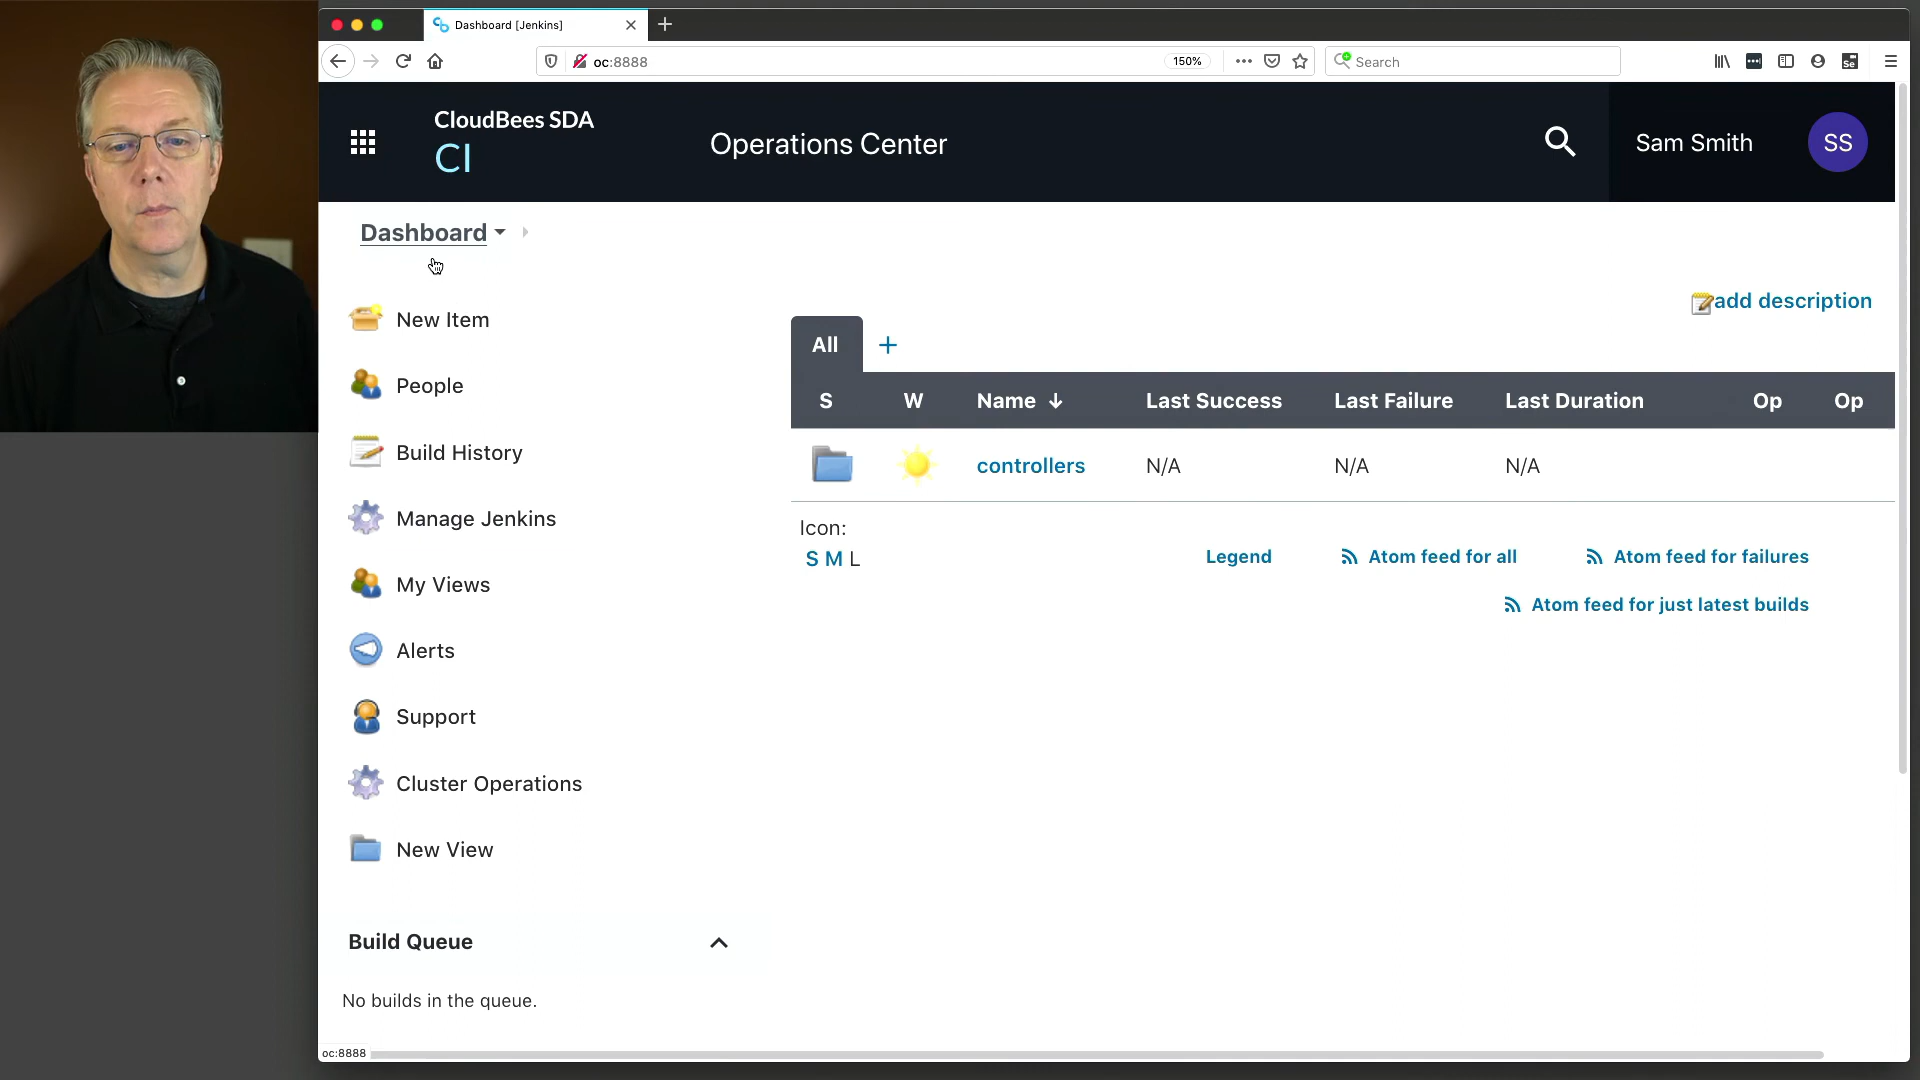 Dashboard [Jenkins]
oc:8888
150%
Search
CloudBees SDA
CI
Operations Center
Sam Smith
SS
Dashboard
add description
New Item
People
Build History
Manage Jenkins
My Views
Alerts
Support
Cluster Operations
New View
All +
S W Name ↓ Last Success Last Failure Last Duration Op Op
controllers N/A N/A N/A
Icon:
S M L
Legend Atom feed for all Atom feed for failures
Atom feed for just latest builds
Build Queue
No builds in the queue.
oc:8888